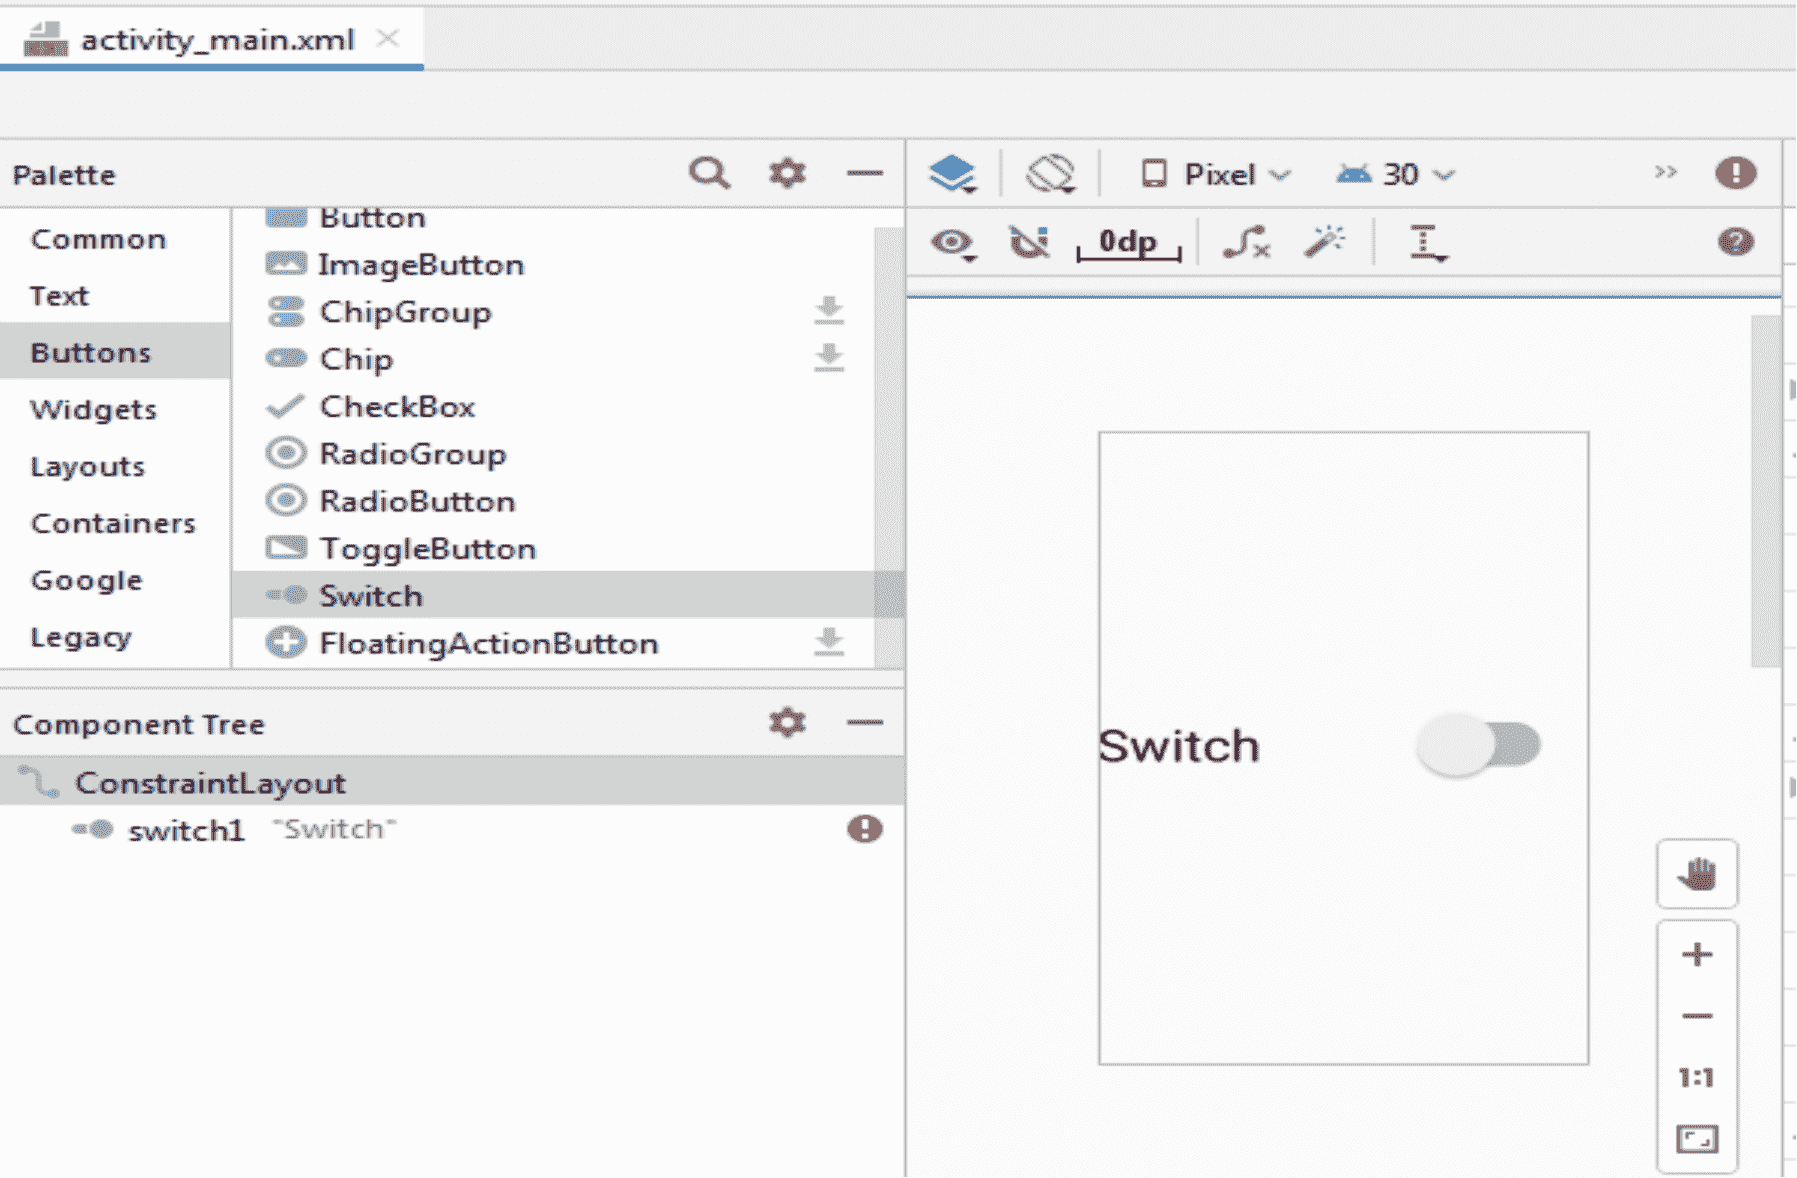 activity_main.xml
Palette
Pixel
30
Common
Text
Buttons
Widgets
Layouts
Containers
Google
Legacy
Button
ImageButton
ChipGroup
Chip
CheckBox
RadioGroup
RadioButton
ToggleButton
Switch
FloatingActionButton
0dp
Component Tree
ConstraintLayout
switch1 "Switch"
Switch
1:1